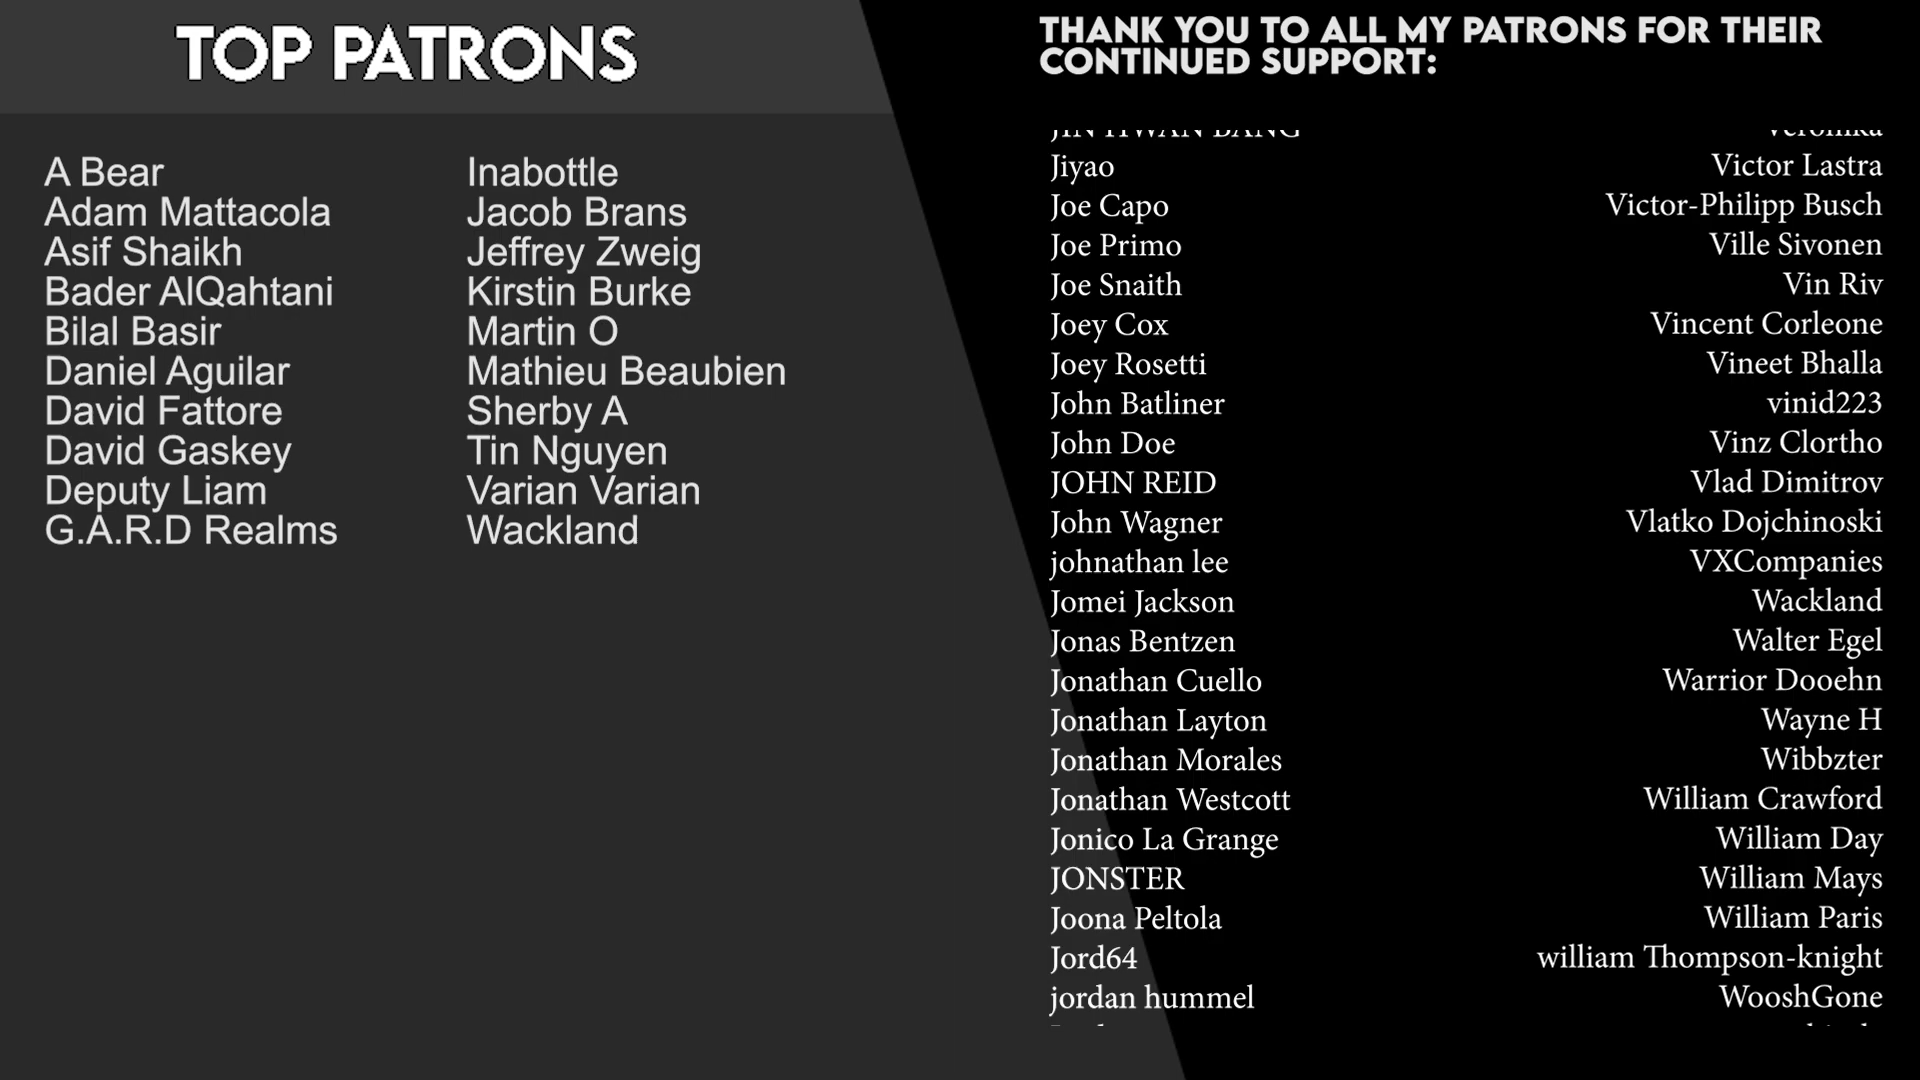 TOP PATRONS
A Bear
Adam Mattacola
Asif Shaikh
Bader AlQahtani
Bilal Basir
Daniel Aguilar
David Fattore
David Gaskey
Deputy Liam
G.A.R.D Realms
Inabottle
Jacob Brans
Jeffrey Zweig
Kirstin Burke
Martin O
Mathieu Beaubien
Sherby A
Tin Nguyen
Varian Varian
Wackland
THANK YOU TO ALL MY PATRONS FOR THEIR
CONTINUED SUPPORT:
JIN HWAN BANG
Jiyao
Joe Capo
Joe Primo
Joe Snaith
Joey Cox
Joey Rosetti
John Batliner
John Doe
JOHN REID
John Wagner
johnathan lee
Jomei Jackson
Jonas Bentzen
Jonathan Cuello
Jonathan Layton
Jonathan Morales
Jonathan Westcott
Jonico La Grange
JONSTER
Joona Peltola
Jord64
jordan hummel
Veronika
Victor Lastra
Victor-Philipp Busch
Ville Sivonen
Vin Riv
Vincent Corleone
Vineet Bhalla
vinid223
Vinz Clortho
Vlad Dimitrov
Vlatko Dojchinoski
VXCompanies
Wackland
Walter Egel
Warrior Dooehn
Wayne H
Wibbzter
William Crawford
William Day
William Mays
William Paris
william Thompson-knight
WooshGone